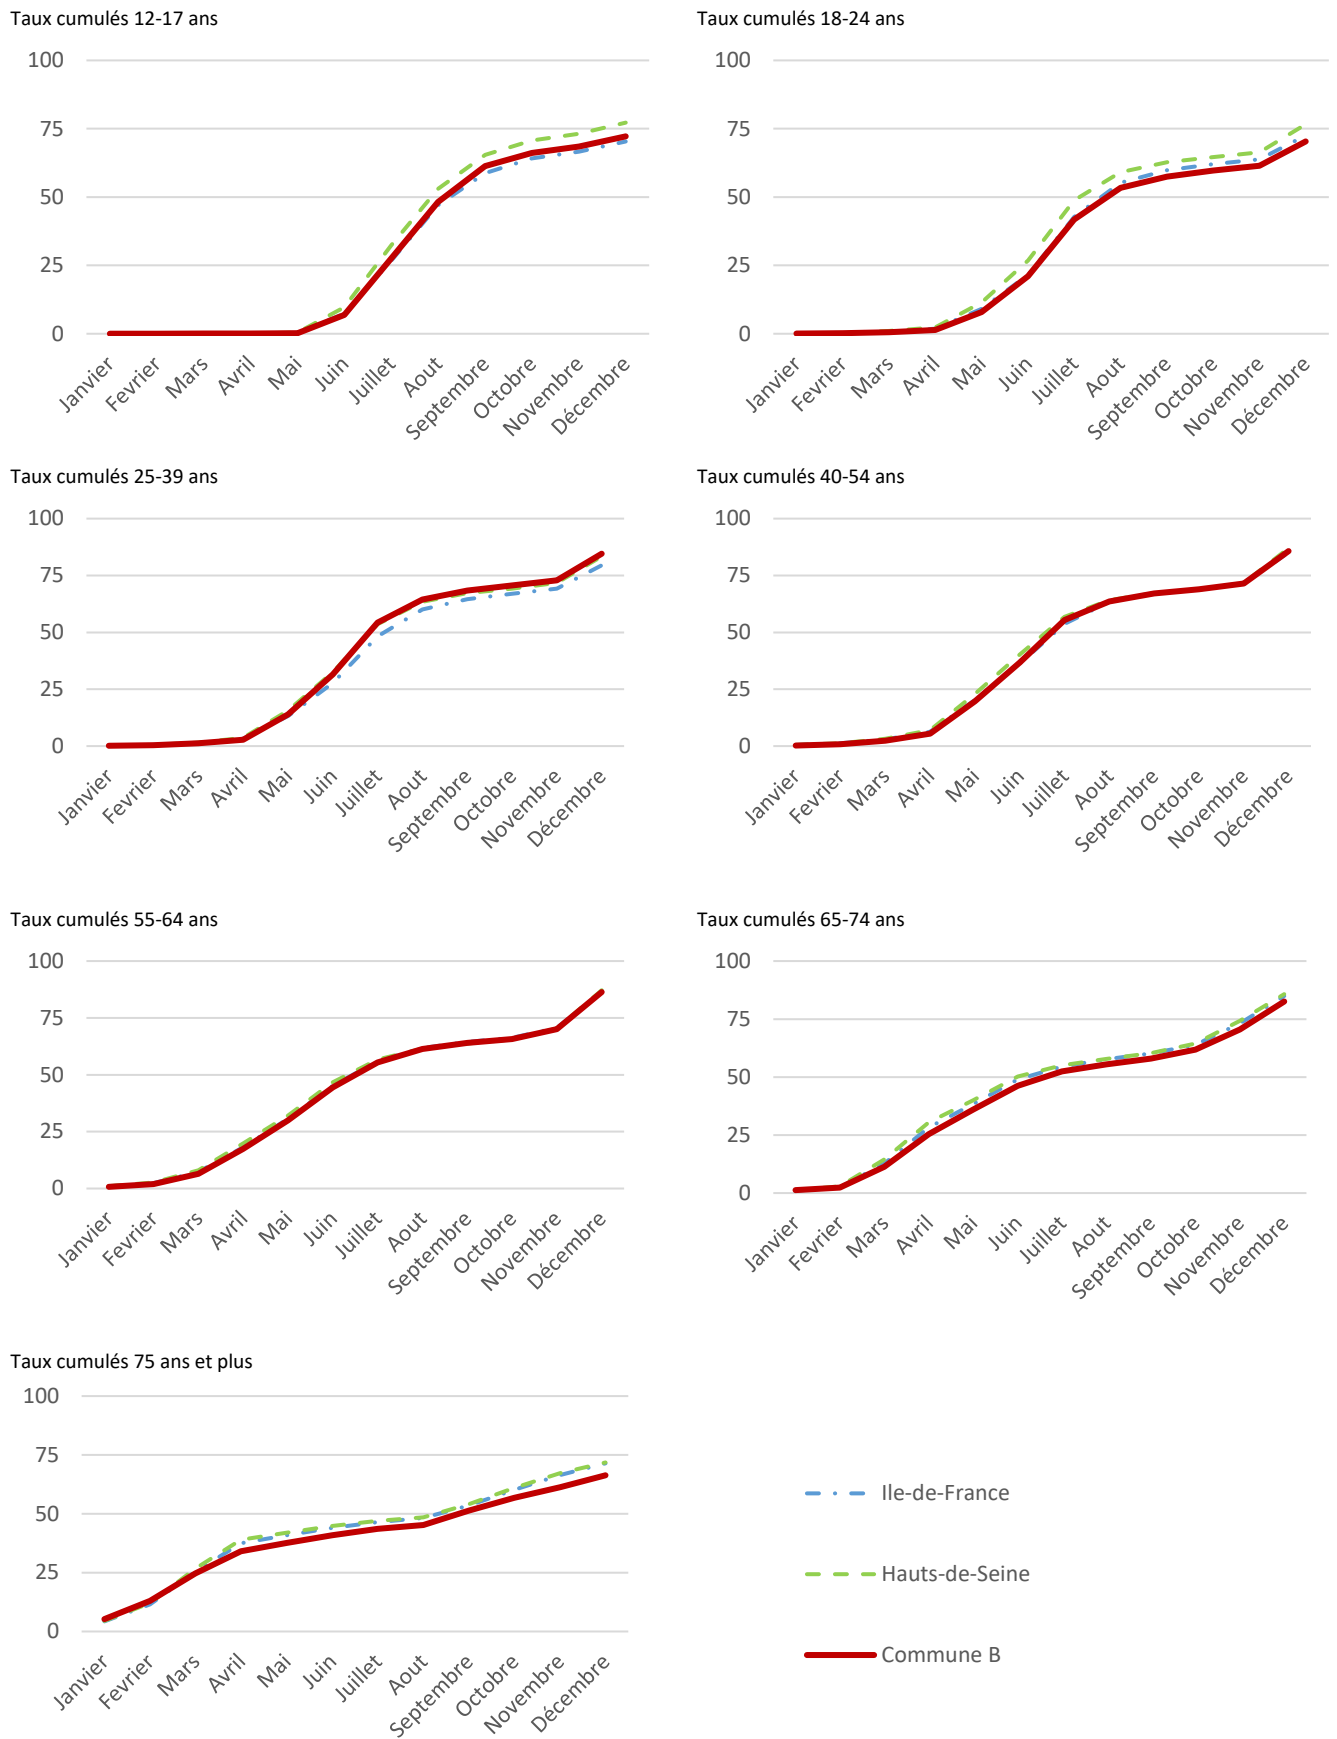 Taux cumulés 12-17 ans
100
75
50
25
0
Janvier
Fevrier
Mars
Avril
Mai
Juin
Juillet
Aout
Septembre
Octobre
Novembre
Décembre
Taux cumulés 18-24 ans
100
75
50
25
0
Janvier
Fevrier
Mars
Avril
Mai
Juin
Juillet
Aout
Septembre
Octobre
Novembre
Décembre
Taux cumulés 25-39 ans
100
75
50
25
0
Janvier
Fevrier
Mars
Avril
Mai
Juin
Juillet
Aout
Septembre
Octobre
Novembre
Décembre
Taux cumulés 40-54 ans
100
75
50
25
0
Janvier
Fevrier
Mars
Avril
Mai
Juin
Juillet
Aout
Septembre
Octobre
Novembre
Décembre
Taux cumulés 55-64 ans
100
75
50
25
0
Janvier
Fevrier
Mars
Avril
Mai
Juin
Juillet
Aout
Septembre
Octobre
Novembre
Décembre
Taux cumulés 65-74 ans
100
75
50
25
0
Janvier
Fevrier
Mars
Avril
Mai
Juin
Juillet
Aout
Septembre
Octobre
Novembre
Décembre
Taux cumulés 75 ans et plus
100
75
50
25
0
Janvier
Fevrier
Mars
Avril
Mai
Juin
Juillet
Aout
Septembre
Octobre
Novembre
Décembre
Ile-de-France
Hauts-de-Seine
Commune B